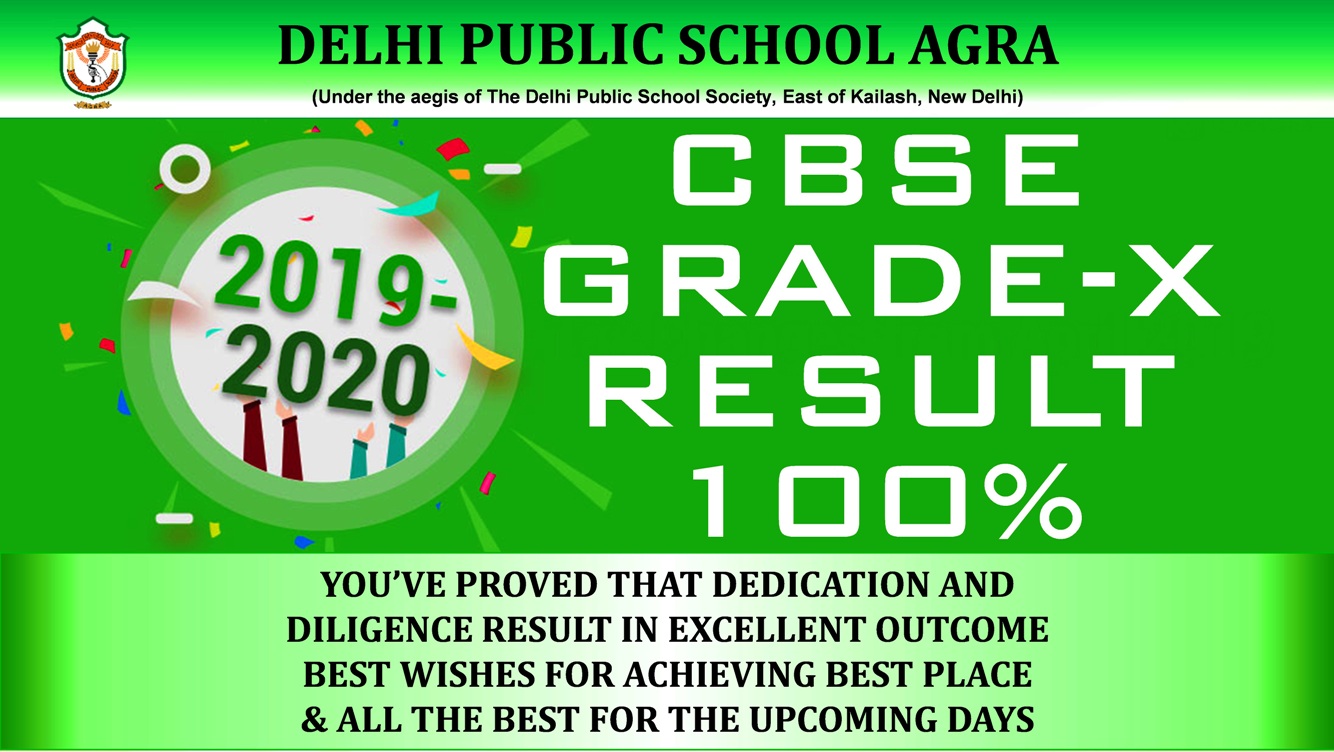 DELHI PUBLIC SCHOOL AGRA
(Under the aegis of The Delhi Public School Society, East of Kailash, New Delhi)
2019-
2020
CBSE
GRADE-X
RESULT
100%
YOU'VE PROVED THAT DEDICATION AND
DILIGENCE RESULT IN EXCELLENT OUTCOME
BEST WISHES FOR ACHIEVING BEST PLACE
& ALL THE BEST FOR THE UPCOMING DAYS